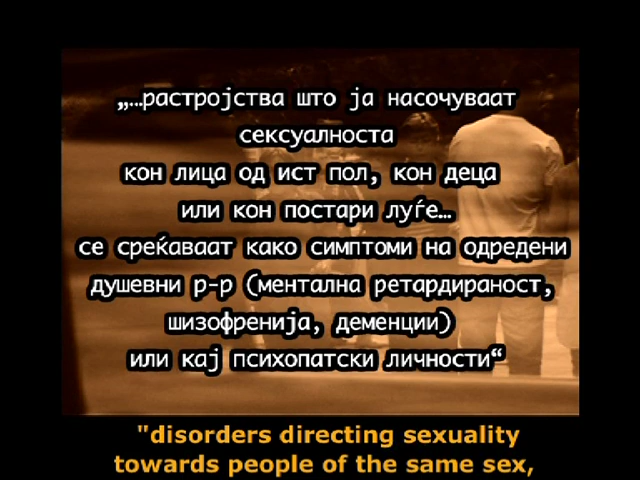 „…растројства што ја насочуваат
сексуалноста
кон лица од ист пол, кон деца
или кон постари луѓе…
се среќаваат како симптоми на одредени
душевни р-р (ментална ретардираност,
шизофренија, деменции)
или кај психопатски личности“
"disorders directing sexuality
towards people of the same sex,